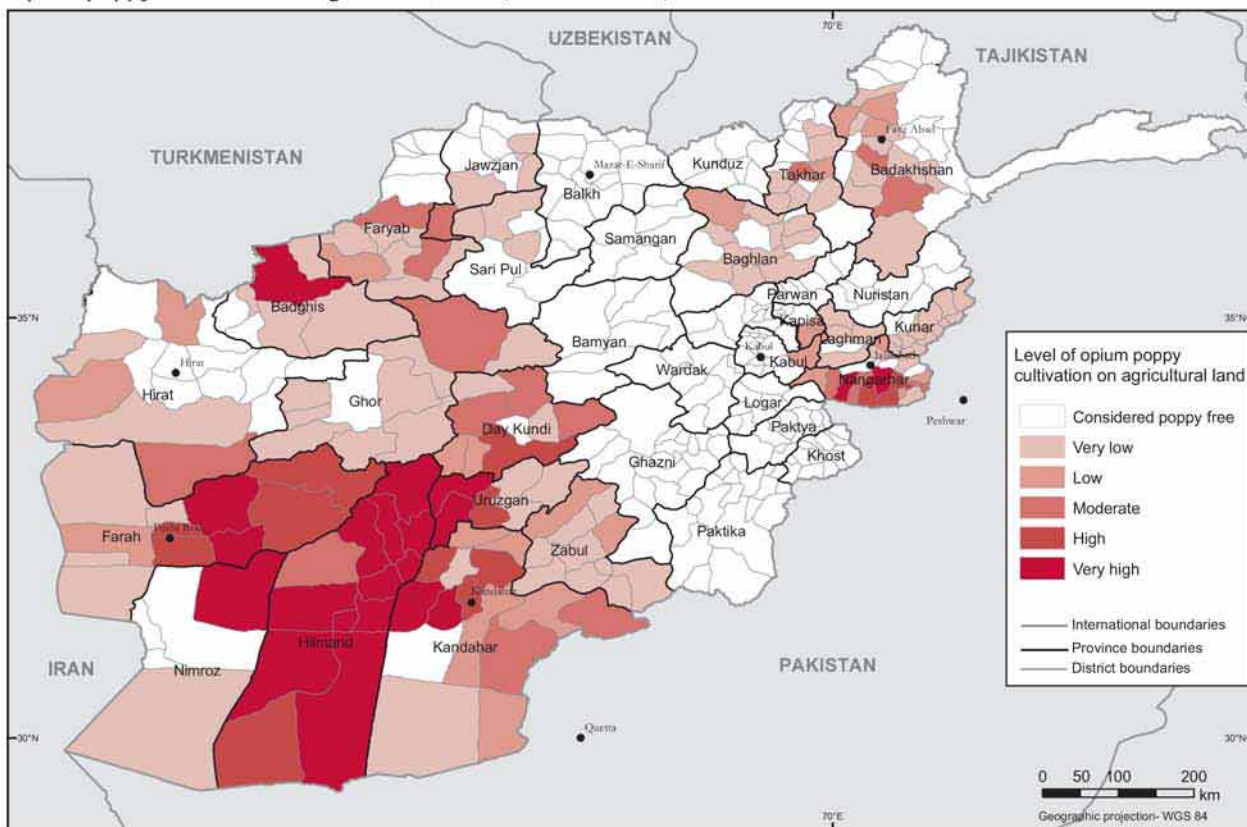 70°E
UZBEKISTAN
TAJIKISTAN
TURKMENISTAN
Jawzjan
Mazar-E-Sharif
Balkh
Kunduz
Takhar
Faiz Abad
Badakhshan
Faryab
Samangan
Sari Pul
Baghlan
Badghis
Parwan
Nuristan
35°N
35°N
Bamyan
Kapisa
Kunar
Laghman
Kabul
Kabul
Hirat
Hirat
Ghor
Wardak
Nangarhar
Logar
Peshwar
Day Kundi
Paktya
Ghazni
Khost
Uruzgan
Farah
Paktika
Zabul
Kandahar
Hilmand
Kandahar
Nimroz
IRAN
PAKISTAN
Quetta
30°N
30°N
70°E
Level of opium poppy
cultivation on agricultural land
Considered poppy free
Very low
Low
Moderate
High
Very high
International boundaries
Province boundaries
District boundaries
0 50 100 200
km
Geographic projection- WGS 84